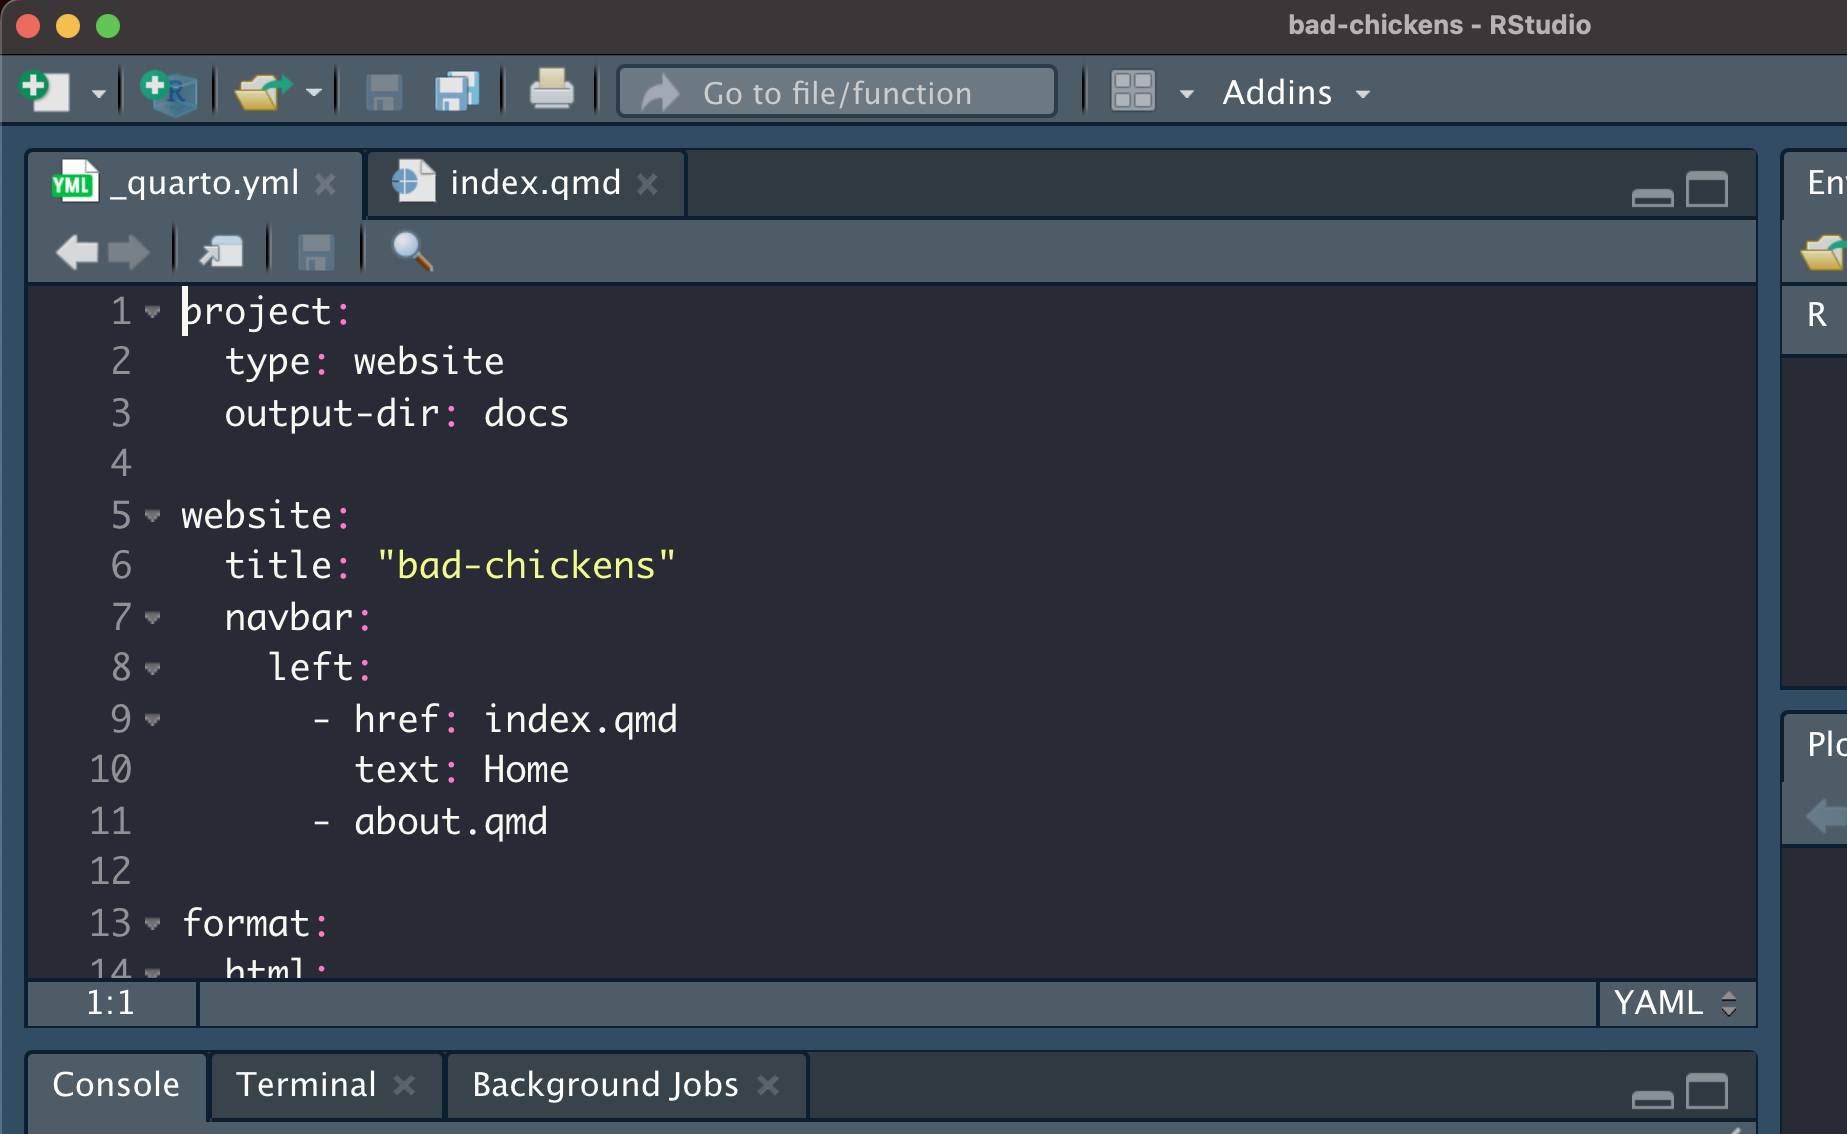 bad-chickens - RStudio
R
Go to file/function
Addins
YML
_quarto.yml
index.qmd
1 project:
2   type: website
3   output-dir: docs
4
5 website:
6   title: "bad-chickens"
7   navbar:
8     left:
9       - href: index.qmd
10         text: Home
11       - about.qmd
12
13 format:
14   html:
1:1
YAML
Console
Terminal
Background Jobs
R